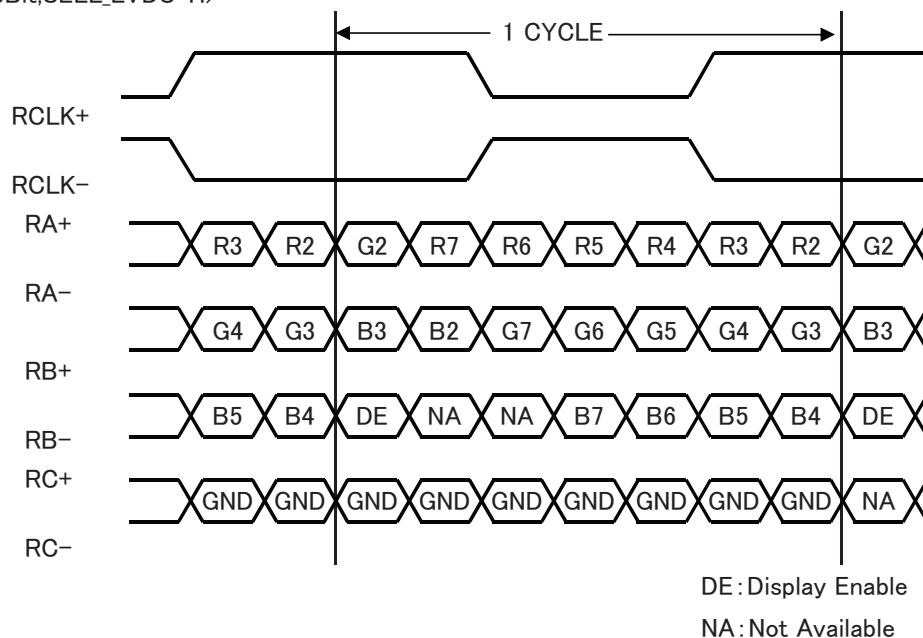 1 CYCLE
RCLK+
RCLK-
RA+
R3 R2 G2 R7 R6 R5 R4 R3 R2 G2
RA-
G4 G3 B3 B2 G7 G6 G5 G4 G3 B3
RB+
B5 B4 DE NA NA B7 B6 B5 B4 DE
RB-
RC+
GND GND GND GND GND GND GND GND GND NA
RC-
DE:Display Enable
NA:Not Available